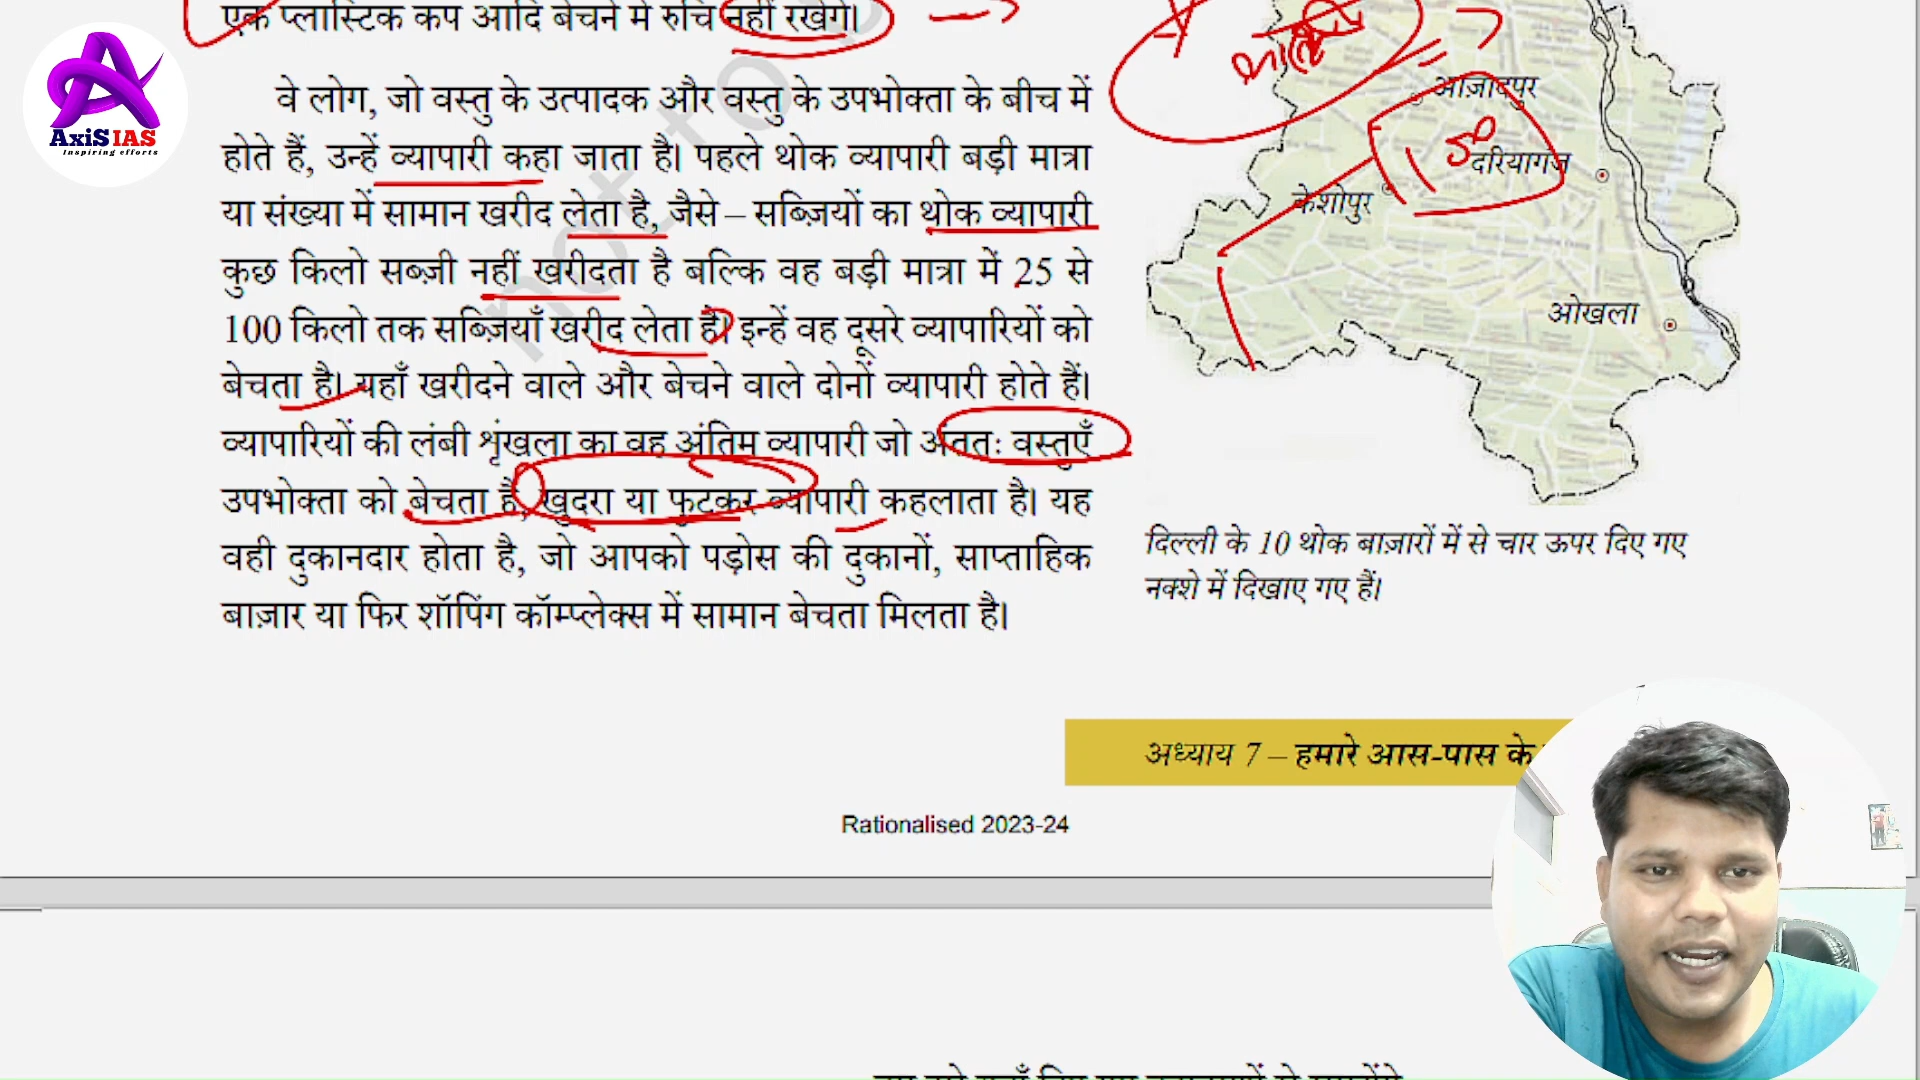 एक प्लास्टिक कप आदि बेचने में रुचि नहीं रखेंगे।
वे लोग, जो वस्तु के उत्पादक और वस्तु के उपभोक्ता के बीच में
होते हैं, उन्हें व्यापारी कहा जाता है। पहले थोक व्यापारी बड़ी मात्रा
या संख्या में सामान खरीद लेता है, जैसे – सब्ज़ियों का थोक व्यापारी
कुछ किलो सब्ज़ी नहीं खरीदता है बल्कि वह बड़ी मात्रा में 25 से
100 किलो तक सब्ज़ियाँ खरीद लेता है। इन्हें वह दूसरे व्यापारियों को
बेचता है। यहाँ खरीदने वाले और बेचने वाले दोनों व्यापारी होते हैं।
व्यापारियों की लंबी शृंखला का वह अंतिम व्यापारी जो अंततः वस्तुएँ
उपभोक्ता को बेचता है, खुदरा या फुटकर व्यापारी कहलाता है। यह
वही दुकानदार होता है, जो आपको पड़ोस की दुकानों, साप्ताहिक
बाज़ार या फिर शॉपिंग कॉम्प्लेक्स में सामान बेचता मिलता है।
AxiS IAS
Inspiring efforts
not to
आज़ादपुर
दरियागंज
केशोपुर
ओखला
दिल्ली के 10 थोक बाज़ारों में से चार ऊपर दिए गए
नक्शे में दिखाए गए हैं।
अध्याय 7 – हमारे आस-पास के
Rationalised 2023-24